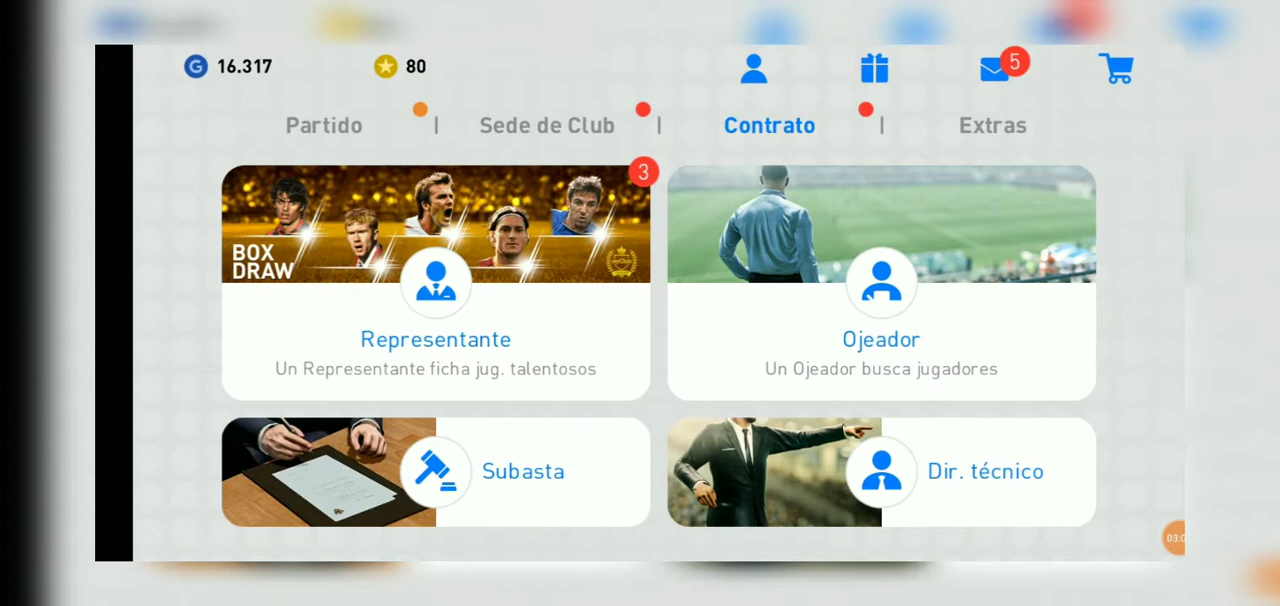 G 16.317
80
5
Partido | Sede de Club | Contrato | Extras
3
BOX
DRAW
Representante
Un Representante ficha jug. talentosos
Ojeador
Un Ojeador busca jugadores
Subasta
Dir. técnico